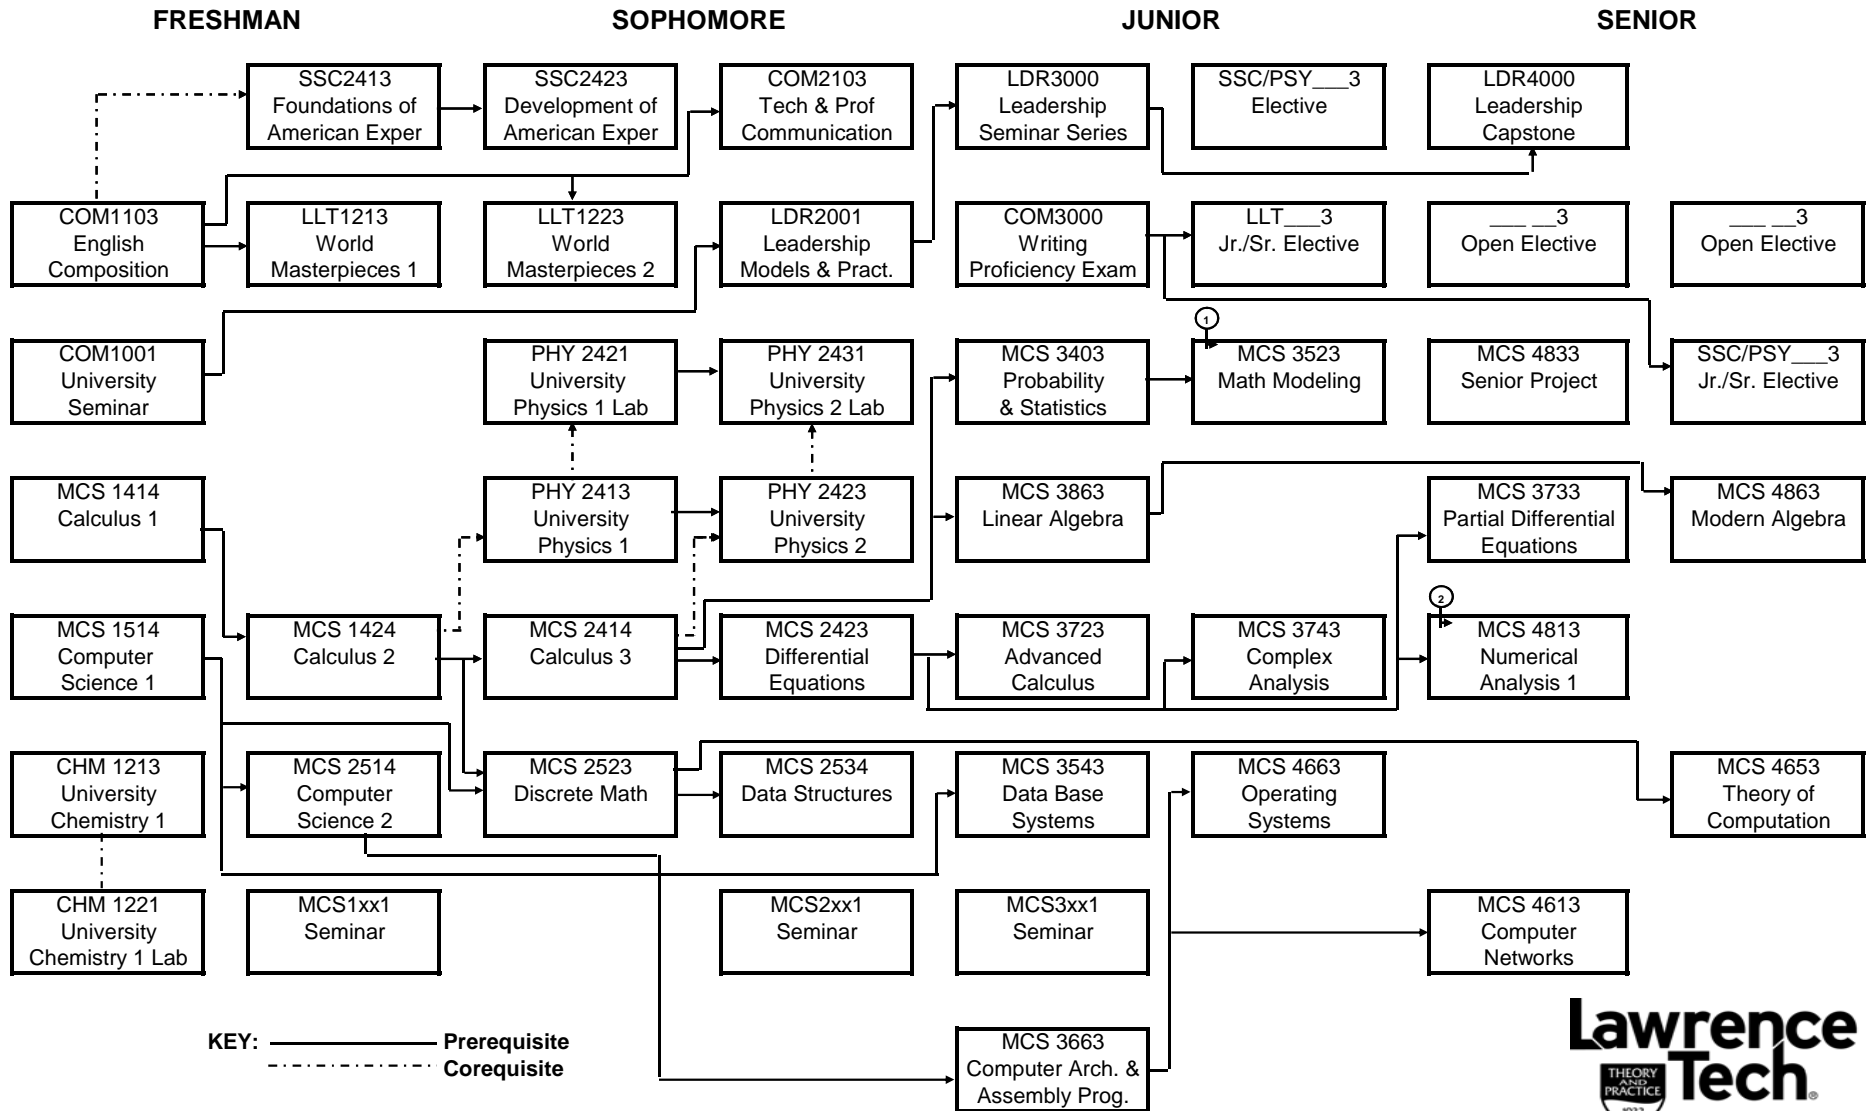 FRESHMAN SOPHOMORE JUNIOR SENIOR
SSC2413
Foundations of
American Exper
SSC2423
Development of
American Exper
COM2103
Tech & Prof
Communication
LDR3000
Leadership
Seminar Series
SSC/PSY___3
Elective
LDR4000
Leadership
Capstone
COM1103
English
Composition
LLT1213
World
Masterpieces 1
LLT1223
World
Masterpieces 2
LDR2001
Leadership
Models & Pract.
COM3000
Writing
Proficiency Exam
LLT___3
Jr./Sr. Elective
___ __3
Open Elective
___ __3
Open Elective
COM1001
University
Seminar
PHY 2421
University
Physics 1 Lab
PHY 2431
University
Physics 2 Lab
MCS 3403
Probability
& Statistics
1
MCS 3523
Math Modeling
MCS 4833
Senior Project
SSC/PSY___3
Jr./Sr. Elective
MCS 1414
Calculus 1
PHY 2413
University
Physics 1
PHY 2423
University
Physics 2
MCS 3863
Linear Algebra
MCS 3733
Partial Differential
Equations
MCS 4863
Modern Algebra
MCS 1514
Computer
Science 1
MCS 1424
Calculus 2
MCS 2414
Calculus 3
MCS 2423
Differential
Equations
MCS 3723
Advanced
Calculus
MCS 3743
Complex
Analysis
2
MCS 4813
Numerical
Analysis 1
CHM 1213
University
Chemistry 1
MCS 2514
Computer
Science 2
MCS 2523
Discrete Math
MCS 2534
Data Structures
MCS 3543
Data Base
Systems
MCS 4663
Operating
Systems
MCS 4653
Theory of
Computation
CHM 1221
University
Chemistry 1 Lab
MCS1xx1
Seminar
MCS2xx1
Seminar
MCS3xx1
Seminar
MCS 4613
Computer
Networks
KEY: Prerequisite
Corequisite
MCS 3663
Computer Arch. &
Assembly Prog.
Lawrence
Tech
THEORY
AND
PRACTICE